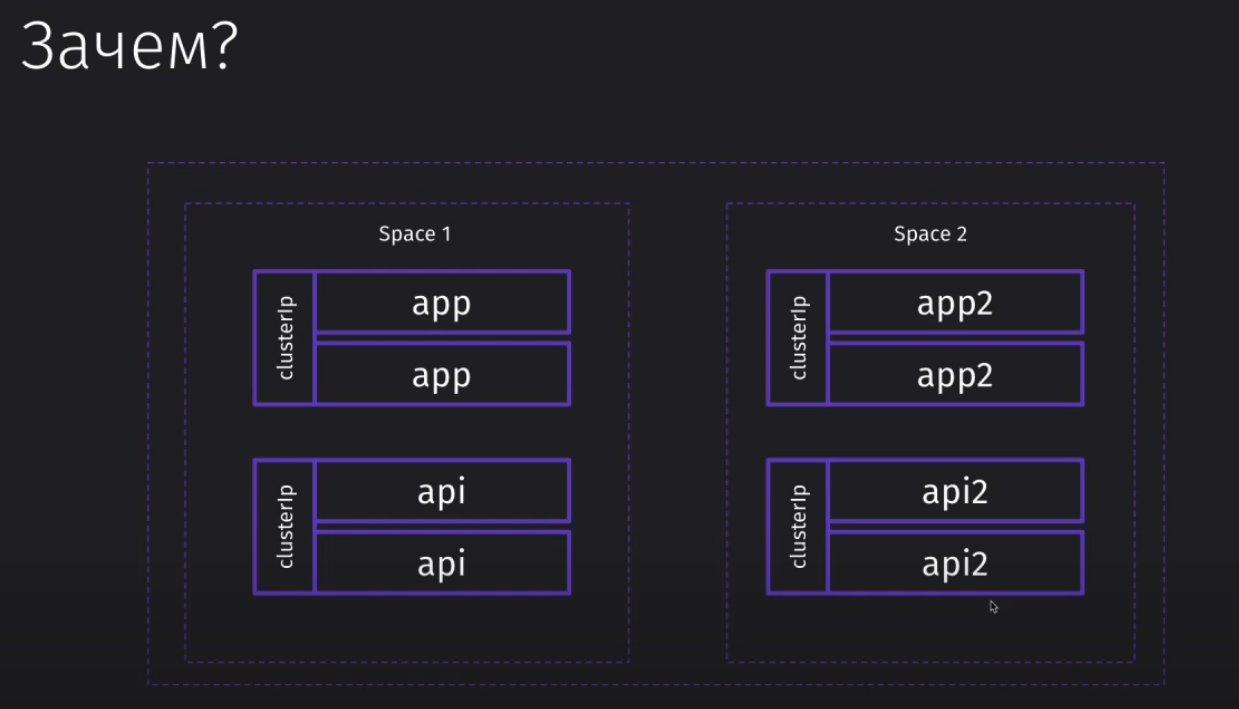 Зачем?
Space 1
clusterIp
app
app
clusterIp
api
api
Space 2
clusterIp
app2
app2
clusterIp
api2
api2